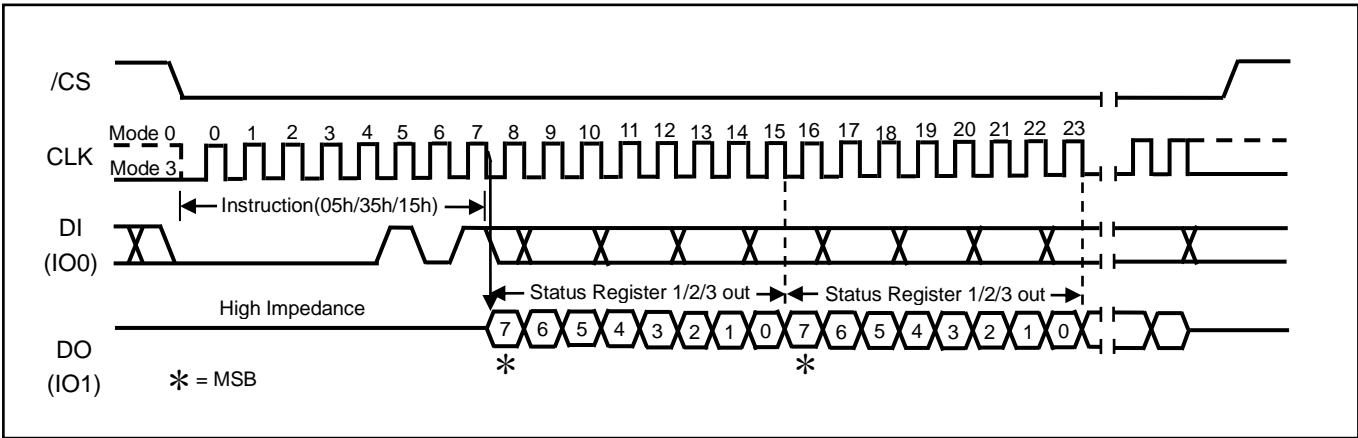 /CS
Mode 0 0 1 2 3 4 5 6 7 8 9 10 11 12 13 14 15 16 17 18 19 20 21 22 23
CLK
Mode 3
Instruction(05h/35h/15h)
DI
(IO0)
Status Register 1/2/3 out Status Register 1/2/3 out
High Impedance
7 6 5 4 3 2 1 0 7 6 5 4 3 2 1 0
DO
(IO1)
* * 
* = MSB